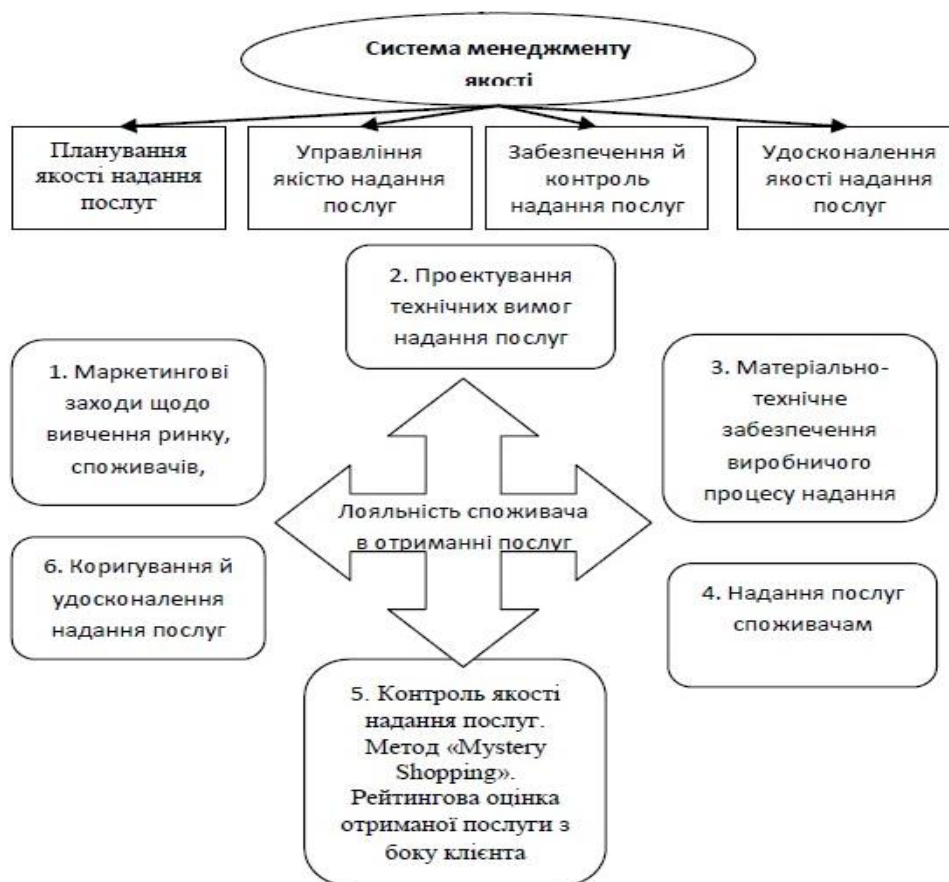 Система менеджменту
якості
Планування
якості надання
послуг
Управління
якістю надання
послуг
Забезпечення й
контроль
надання послуг
Удосконалення
якості надання
послуг
2. Проектування
технічних вимог
надання послуг
1. Маркетингові
заходи щодо
вивчення ринку,
споживачів,
3. Матеріально-
технічне
забезпечення
виробничого
процесу надання
Лояльність споживача
в отриманні послуг
6. Коригування й
удосконалення
надання послуг
4. Надання послуг
споживачам
5. Контроль якості
надання послуг.
Метод «Mystery
Shopping».
Рейтингова оцінка
отриманої послуги з
боку клієнта